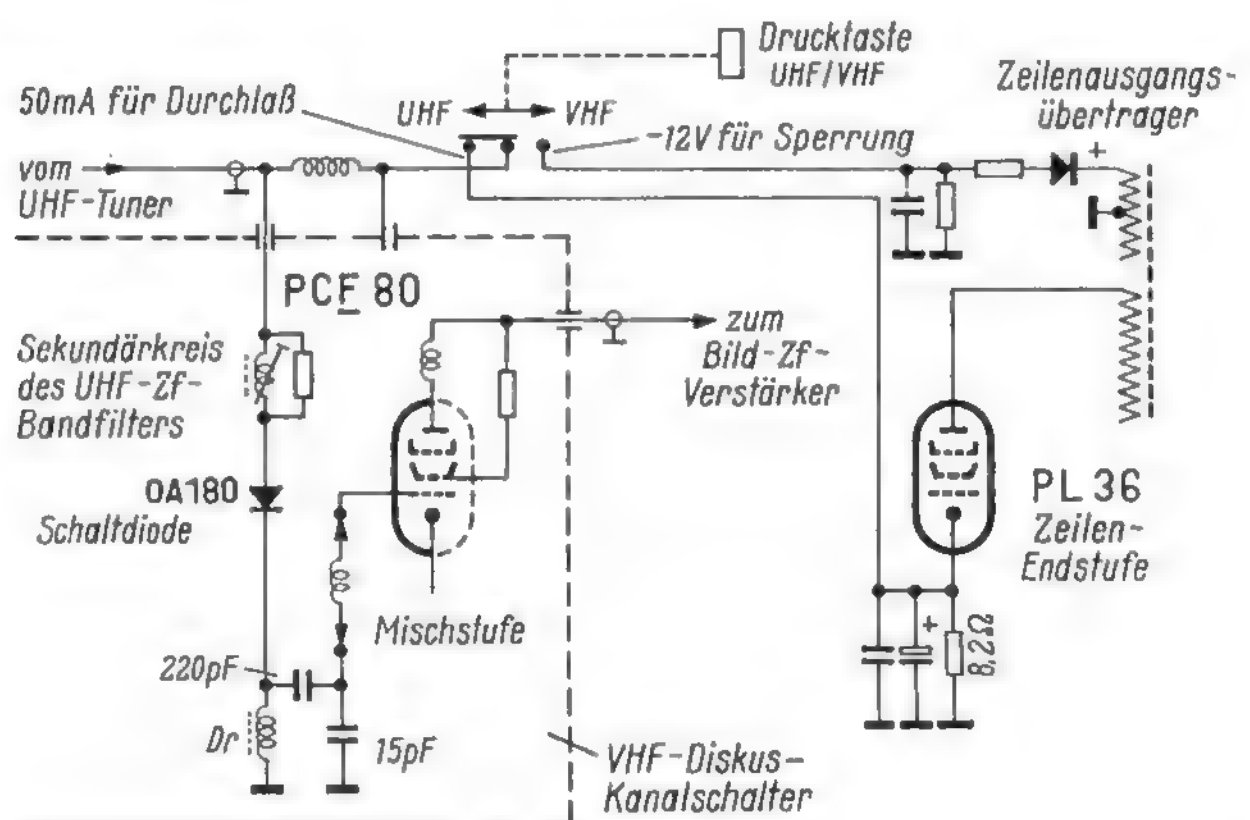 Drucktaste
UHF/VHF
Zeilenausgangs-
übertrager
50mA für Durchlaß
UHF
VHF
-12V für Sperrung
+
vom
UHF-Tuner
PCF 80
zum
Bild-Zf-
Verstärker
Sekundärkreis
des UHF-Zf-
Bandfilters
OA180
Schaltdiode
PL 36
Zeilen-
Endstufe
Mischstufe
220pF
+
8,2Ω
Dr
15pF
VHF-Diskus-
Kanalschalter